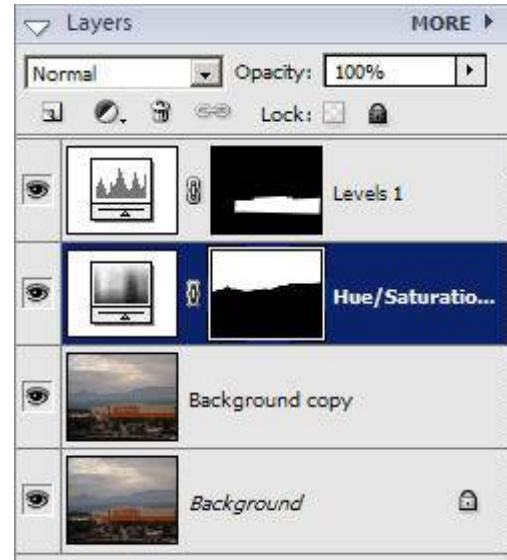 Layers MORE
Normal Opacity: 100%
Lock:
Levels 1
Hue/Saturatio...
Background copy
Background